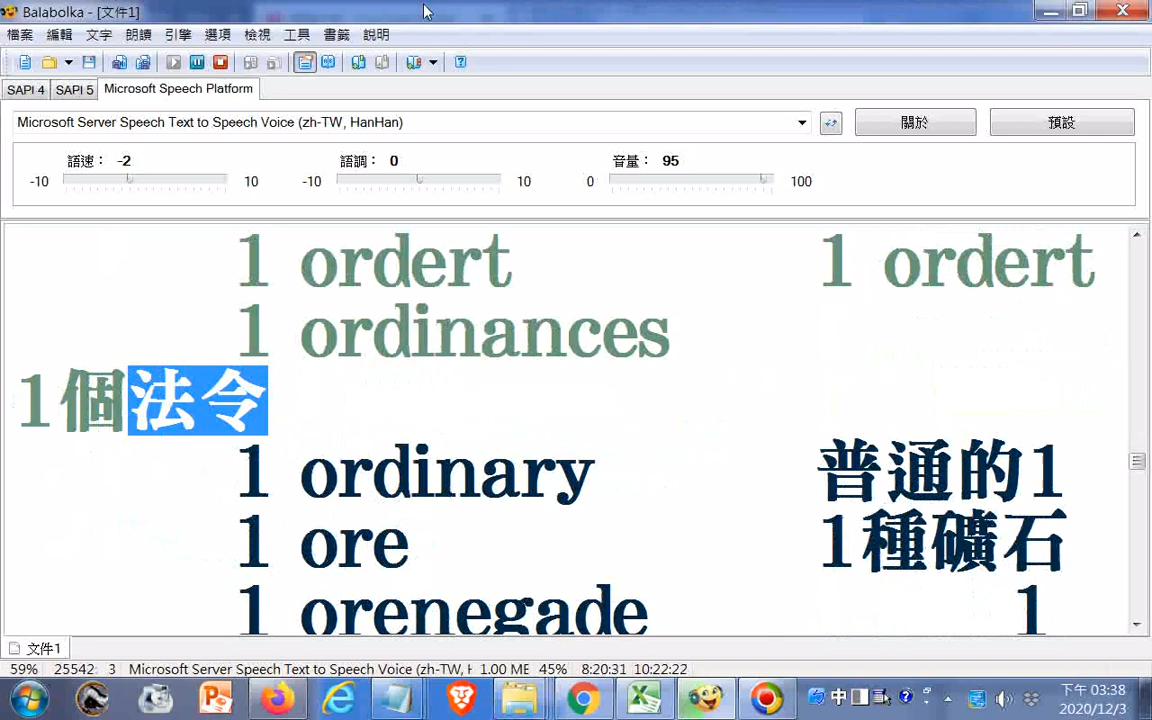 Balabolka - [文件1]
檔案 編輯 文字 朗讀 引擎 選項 檢視 工具 書籤 說明
SAPI 4 SAPI 5 Microsoft Speech Platform
Microsoft Server Speech Text to Speech Voice (zh-TW, HanHan) 關於 預設
語速： -2 語調： 0 音量： 95
-10 10 -10 10 0 100
1 ordert 1 ordert
1 ordinances
1個法令
1 ordinary 普通的1
1 ore 1種礦石
1 orenegade 1
文件1
59% 25542 3 Microsoft Server Speech Text to Speech Voice (zh-TW, 1.00 ME 45% 8:20:31 10:22:22
中 下午 03:38
2020/12/3